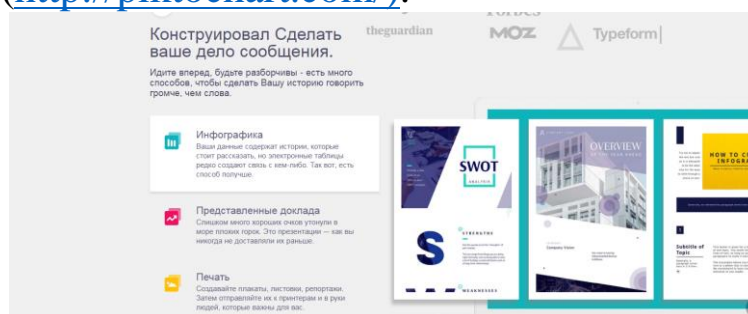 (http://piktochart.com/).
theguardian
Forbes
MOZ
Typeform
Конструировал Сделать
ваше дело сообщения.
Идите вперед, будьте разборчивы - есть много
способов, чтобы сделать Вашу историю говорить
громче, чем слова.
Инфографика
Ваши данные содержат истории, которые
стоит рассказать, но электронные таблицы
редко создают связь с кем-либо. Так вот, есть
способ получше.
Представленные доклада
Слишком много хороших очков утонули в
море плохих горок. Это презентации — как вы
никогда не доставляли их раньше.
Печать
Создавайте плакаты, листовки, репортажи.
Затем отправляйте их к принтерам и в руки
людей, которые важны для вас.
SWOT
ANALYSIS
S
STRENGTHS
WEAKNESSES
OVERVIEW
OF THE YEAR AHEAD
Company Vision
HOW TO C
INFOGRA
Subtitle of
Topic